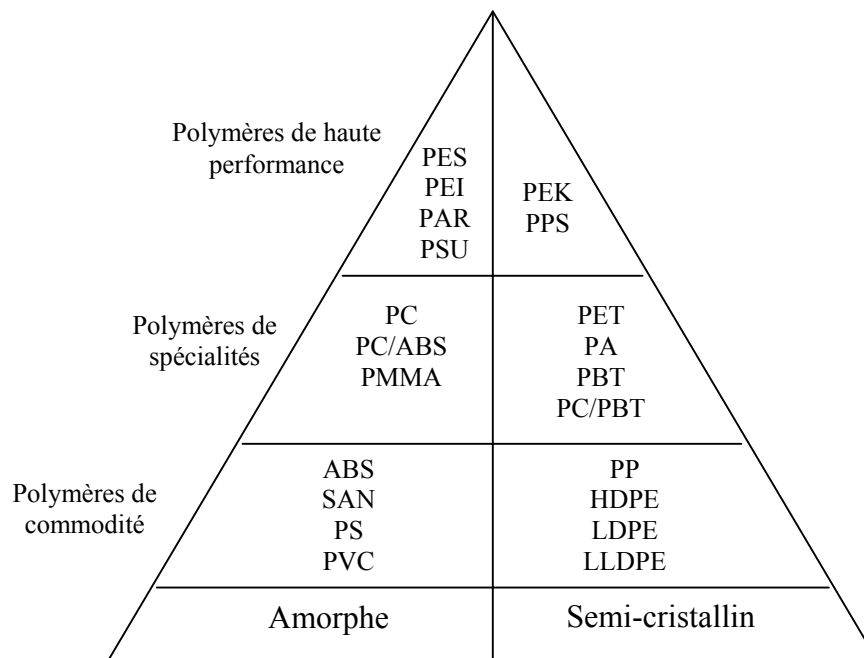 Polymères de haute
performance
PES
PEI
PAR
PSU
PEK
PPS
Polymères de
spécialités
PC
PC/ABS
PMMA
PET
PA
PBT
PC/PBT
Polymères de
commodité
ABS
SAN
PS
PVC
PP
HDPE
LDPE
LLDPE
Amorphe
Semi-cristallin